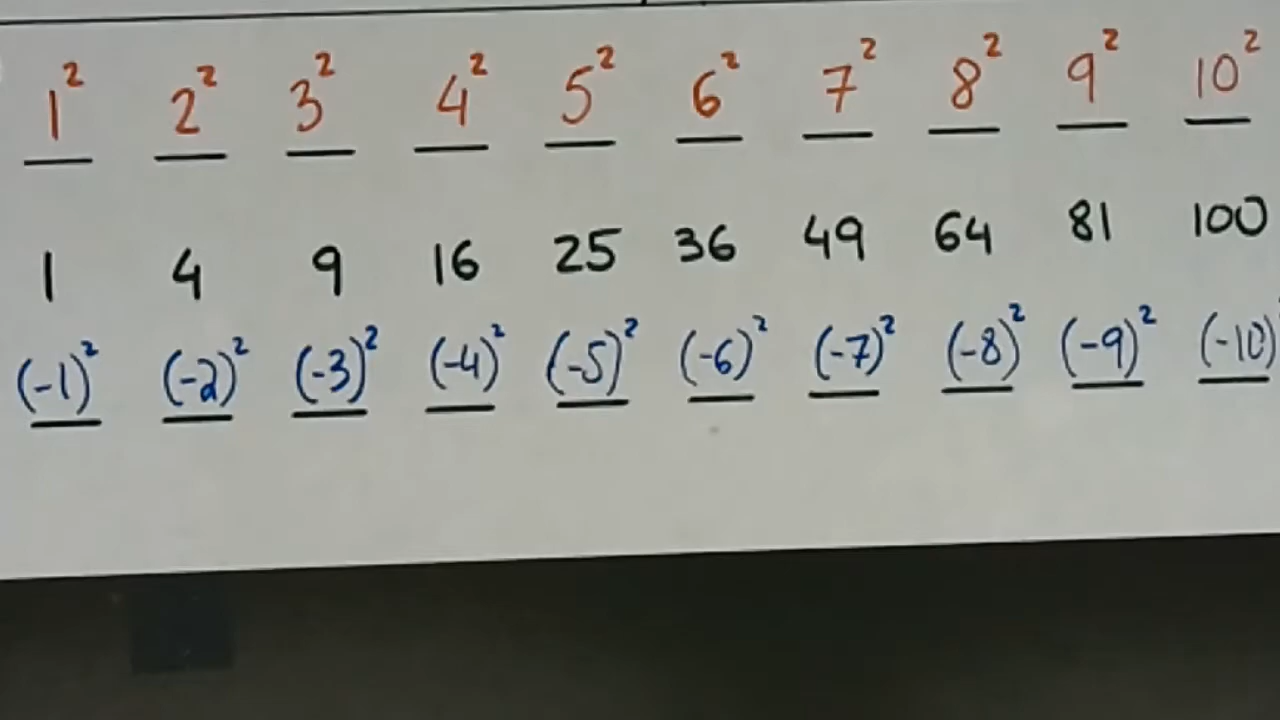 1² 2² 3² 4² 5² 6² 7² 8² 9² 10²
1 4 9 16 25 36 49 64 81 100
(-1)² (-2)² (-3)² (-4)² (-5)² (-6)² (-7)² (-8)² (-9)² (-10)